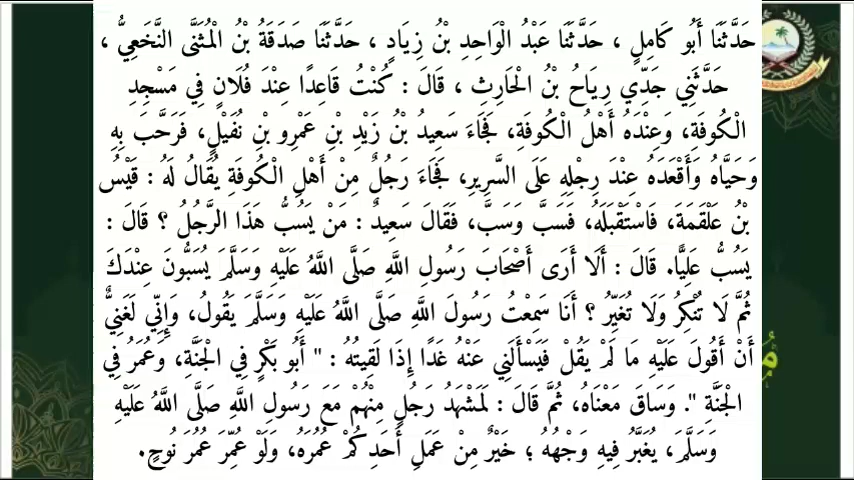 حَدَّثَنَا أَبُو كَامِلٍ ، حَدَّثَنَا عَبْدُ الْوَاحِدِ بْنُ زِيَادٍ ، حَدَّثَنَا صَدَقَةُ بْنُ الْمُثَنَّى النَّخَعِيُّ ،
حَدَّثَنِي جَدِّي رِيَاحُ بْنُ الْحَارِثِ ، قَالَ : كُنْتُ قَاعِدًا عِنْدَ فُلَانٍ فِي مَسْجِدِ
الْكُوفَةِ، وَعِنْدَهُ أَهْلُ الْكُوفَةِ، فَجَاءَ سَعِيدُ بْنُ زَيْدِ بْنِ عَمْرِو بْنِ نُفَيْلٍ، فَرَحَّبَ بِهِ
وَحَيَّاهُ وَأَقْعَدَهُ عِنْدَ رِجْلِهِ عَلَى السَّرِيرِ، فَجَاءَ رَجُلٌ مِنْ أَهْلِ الْكُوفَةِ يُقَالُ لَهُ : قَيْسُ
بْنُ عَلْقَمَةَ، فَاسْتَقْبَلَهُ، فَسَبَّ وَسَبَّ، فَقَالَ سَعِيدٌ : مَنْ يَسُبُّ هَذَا الرَّجُلُ ؟ قَالَ :
يَسُبُّ عَلِيًّا. قَالَ : أَلَا أَرَى أَصْحَابَ رَسُولِ اللَّهِ صَلَّى اللَّهُ عَلَيْهِ وَسَلَّمَ يُسَبُّونَ عِنْدَكَ
ثُمَّ لَا تُنْكِرُ وَلَا تُغَيِّرُ ؟ أَنَا سَمِعْتُ رَسُولَ اللَّهِ صَلَّى اللَّهُ عَلَيْهِ وَسَلَّمَ يَقُولُ، وَإِنِّي لَغَنِيٌّ
أَنْ أَقُولَ عَلَيْهِ مَا لَمْ يَقُلْ فَيَسْأَلَنِي عَنْهُ غَدًا إِذَا لَقِيتُهُ : " أَبُو بَكْرٍ فِي الْجَنَّةِ، وَعُمَرُ فِي
الْجَنَّةِ ". وَسَاقَ مَعْنَاهُ، ثُمَّ قَالَ : لَمَشْهَدُ رَجُلٍ مِنْهُمْ مَعَ رَسُولِ اللَّهِ صَلَّى اللَّهُ عَلَيْهِ
وَسَلَّمَ، يُغَبَّرُ فِيهِ وَجْهُهُ ؛ خَيْرٌ مِنْ عَمَلِ أَحَدِكُمْ عُمُرَهُ، وَلَوْ عُمِّرَ عُمُرَ نُوحٍ.